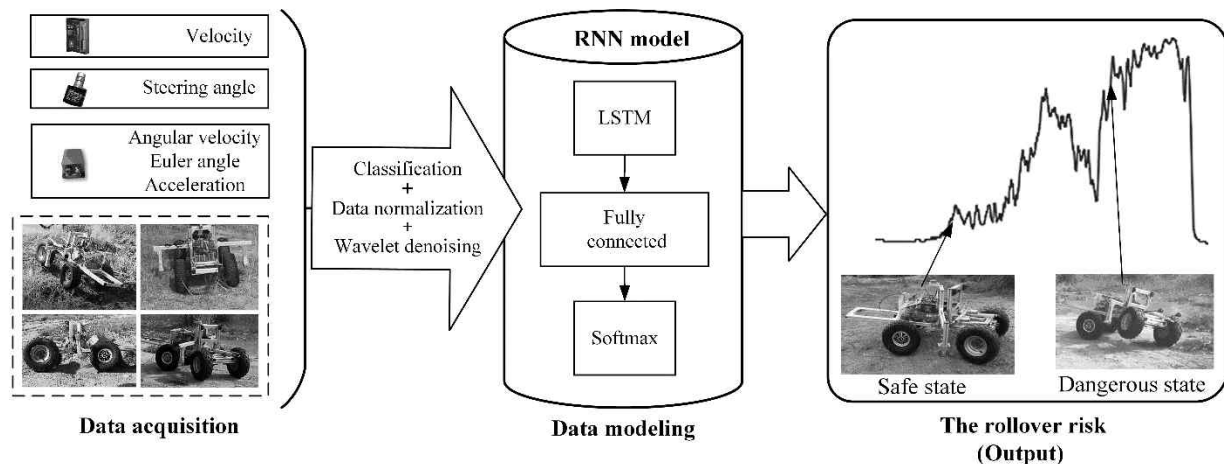 Velocity
Steering angle
Angular velocity
Euler angle
Acceleration
Data acquisition
Classification
+
Data normalization
+
Wavelet denoising
RNN model
LSTM
Fully
connected
Softmax
Data modeling
Safe state
Dangerous state
The rollover risk
(Output)